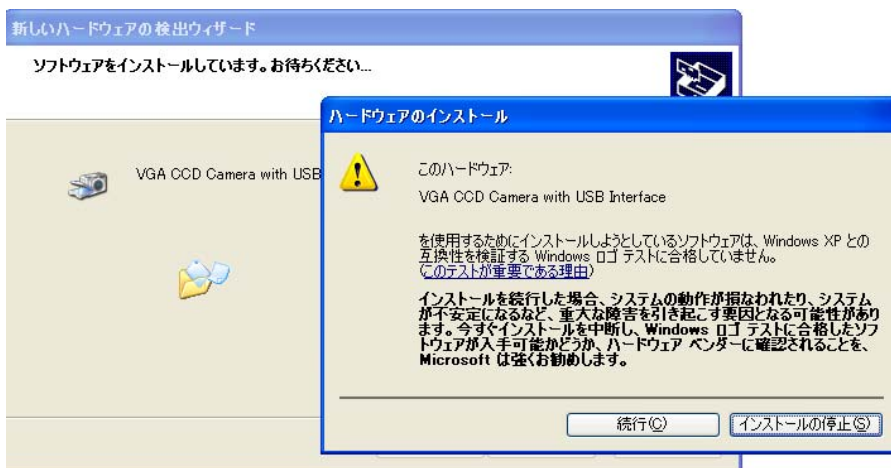 新しいハードウェアの検出ウィザード
ソフトウェアをインストールしています。お待ちください...
VGA CCD Camera with USB
ハードウェアのインストール
このハードウェア:
VGA CCD Camera with USB Interface
を使用するためにインストールしようとしているソフトウェアは、Windows XP との
互換性を検証する Windows ロゴ テストに合格していません。
(このテストが重要である理由)
インストールを続行した場合、システムの動作が損なわれたり、システム
が不安定になるなど、重大な障害を引き起こす要因となる可能性があり
ます。今すぐインストールを中断し、Windows ロゴ テストに合格したソフ
トウェアが入手可能かどうか、ハードウェア ベンダーに確認されることを、
Microsoft は強くお勧めします。
続行(C)
インストールの停止(S)